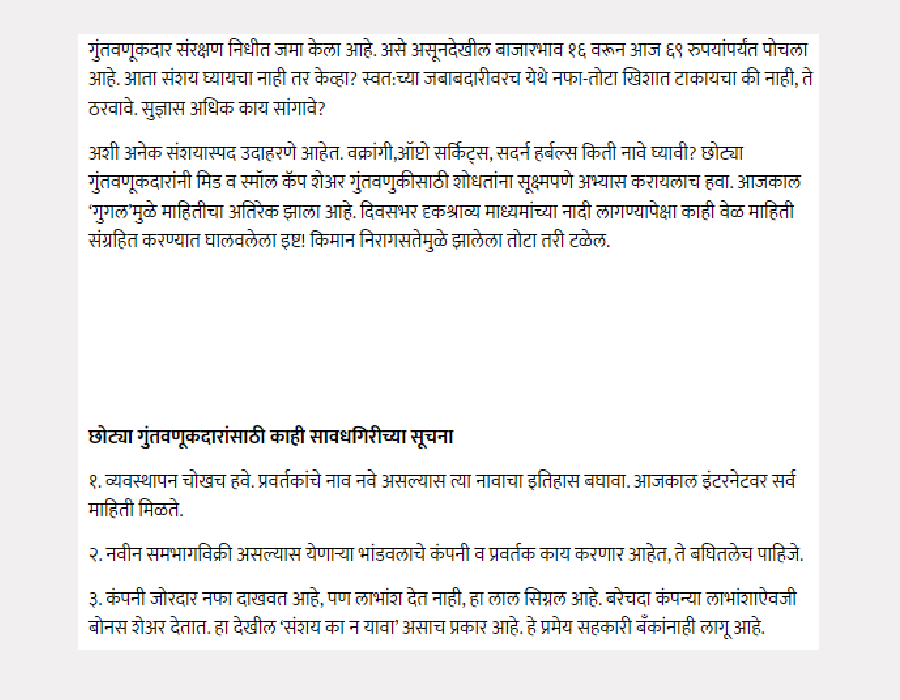 गुंतवणूकदार संरक्षण निधीत जमा केला आहे. असे असूनदेखील बाजारभाव १६ वरून आज ६९ रुपयांपर्यंत पोचला
आहे. आता संशय घ्यायचा नाही तर केव्हा? स्वत:च्या जबाबदारीवरच येथे नफा-तोटा खिशात टाकायचा की नाही, ते
ठरवावे. सुज्ञास अधिक काय सांगावे?
अशी अनेक संशयास्पद उदाहरणे आहेत. वक्रांगी,ऑप्टो सर्किट्स, सदर्न हर्बल्स किती नावे घ्यावी? छोट्या
गुंतवणूकदारांनी मिड व स्मॉल कॅप शेअर गुंतवणुकीसाठी शोधतांना सूक्ष्मपणे अभ्यास करायलाच हवा. आजकाल
‘गुगल’मुळे माहितीचा अतिरेक झाला आहे. दिवसभर दृकश्राव्य माध्यमांच्या नादी लागण्यापेक्षा काही वेळ माहिती
संग्रहित करण्यात घालवलेला इष्ट! किमान निरागसतेमुळे झालेला तोटा तरी टळेल.
छोट्या गुंतवणूकदारांसाठी काही सावधगिरीच्या सूचना
१. व्यवस्थापन चोखच हवे. प्रवर्तकांचे नाव नवे असल्यास त्या नावाचा इतिहास बघावा. आजकाल इंटरनेटवर सर्व
माहिती मिळते.
२. नवीन समभागविक्री असल्यास येणाऱ्या भांडवलाचे कंपनी व प्रवर्तक काय करणार आहेत, ते बघितलेच पाहिजे.
३. कंपनी जोरदार नफा दाखवत आहे, पण लाभांश देत नाही, हा लाल सिग्नल आहे. बरेचदा कंपन्या लाभांशाऐवजी
बोनस शेअर देतात. हा देखील ‘संशय का न यावा’ असाच प्रकार आहे. हे प्रमेय सहकारी बँकांनाही लागू आहे.